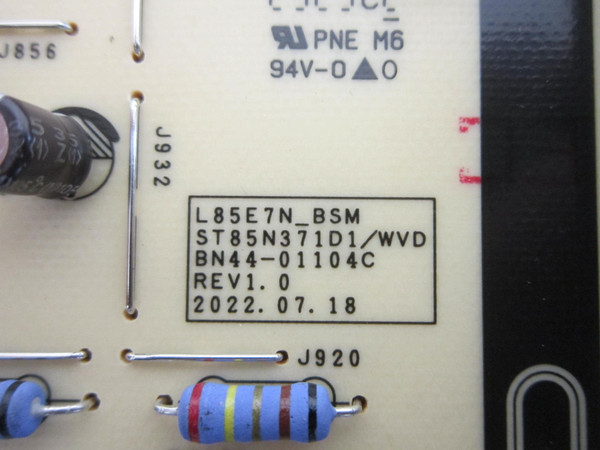 J856
PNE M6
94V-0 ▲ 0
J932
L85E7N_BSM
ST85N371D1/WVD
BN44-01104C
REV1.0
2022.07.18
J920